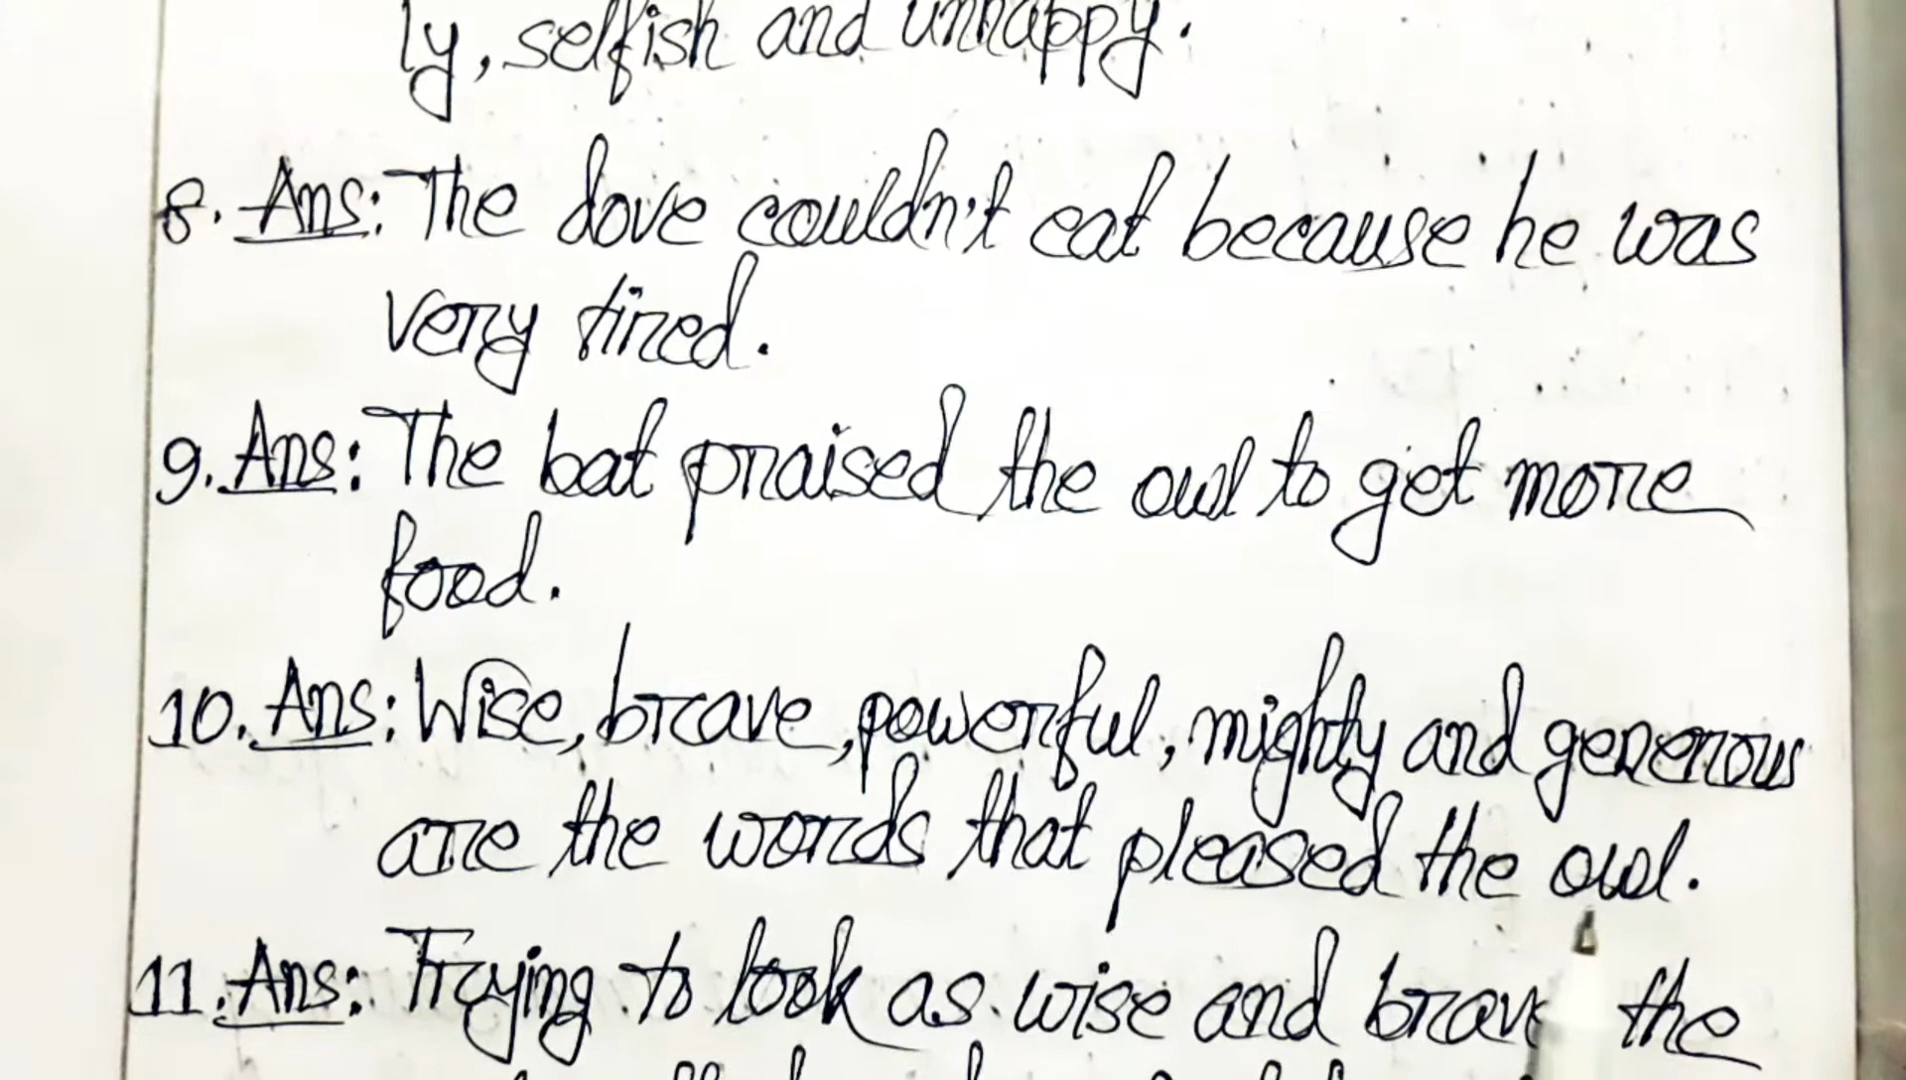 ly, selfish and unhappy.
8. Ans: The dove couldn't eat because he was
very tired.
9. Ans: The bat praised the owl to get more
food.
10. Ans: Wise, brave, powerful, mighty and generous
are the words that pleased the owl.
11. Ans: Trying to look as wise and brave the